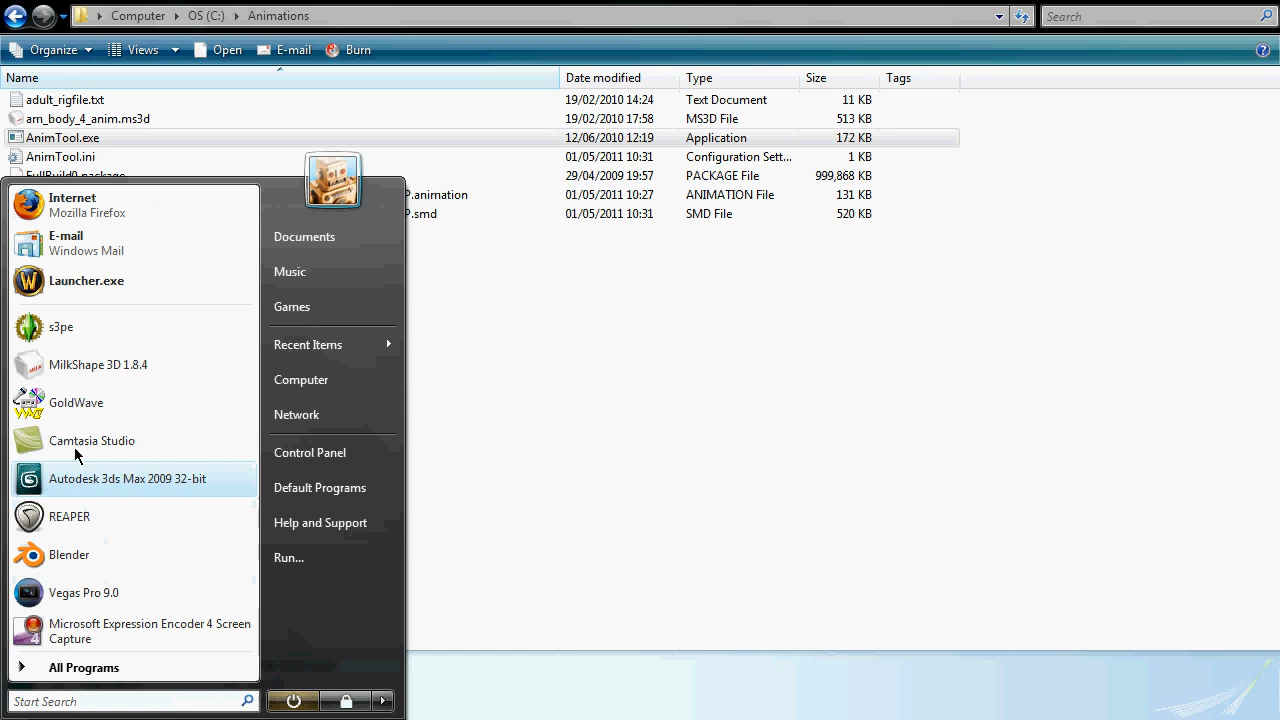 Computer OS (C:) Animations
Search
Organize Views Open E-mail Burn
Name Date modified Type Size Tags
adult_rigfile.txt 19/02/2010 14:24 Text Document 11 KB
am_body_4_anim.ms3d 19/02/2010 17:58 MS3D File 513 KB
AnimTool.exe 12/06/2010 12:19 Application 172 KB
AnimTool.ini 01/05/2011 10:31 Configuration Sett... 1 KB
FullBuild0.package 29/04/2009 19:57 PACKAGE File 999,868 KB
P.animation 01/05/2011 10:27 ANIMATION File 131 KB
P.smd 01/05/2011 10:31 SMD File 520 KB
Internet
Mozilla Firefox
E-mail
Windows Mail
Launcher.exe
s3pe
MilkShape 3D 1.8.4
GoldWave
Camtasia Studio
Autodesk 3ds Max 2009 32-bit
REAPER
Blender
Vegas Pro 9.0
Microsoft Expression Encoder 4 Screen
Capture
All Programs
Start Search
Documents
Music
Games
Recent Items
Computer
Network
Control Panel
Default Programs
Help and Support
Run...